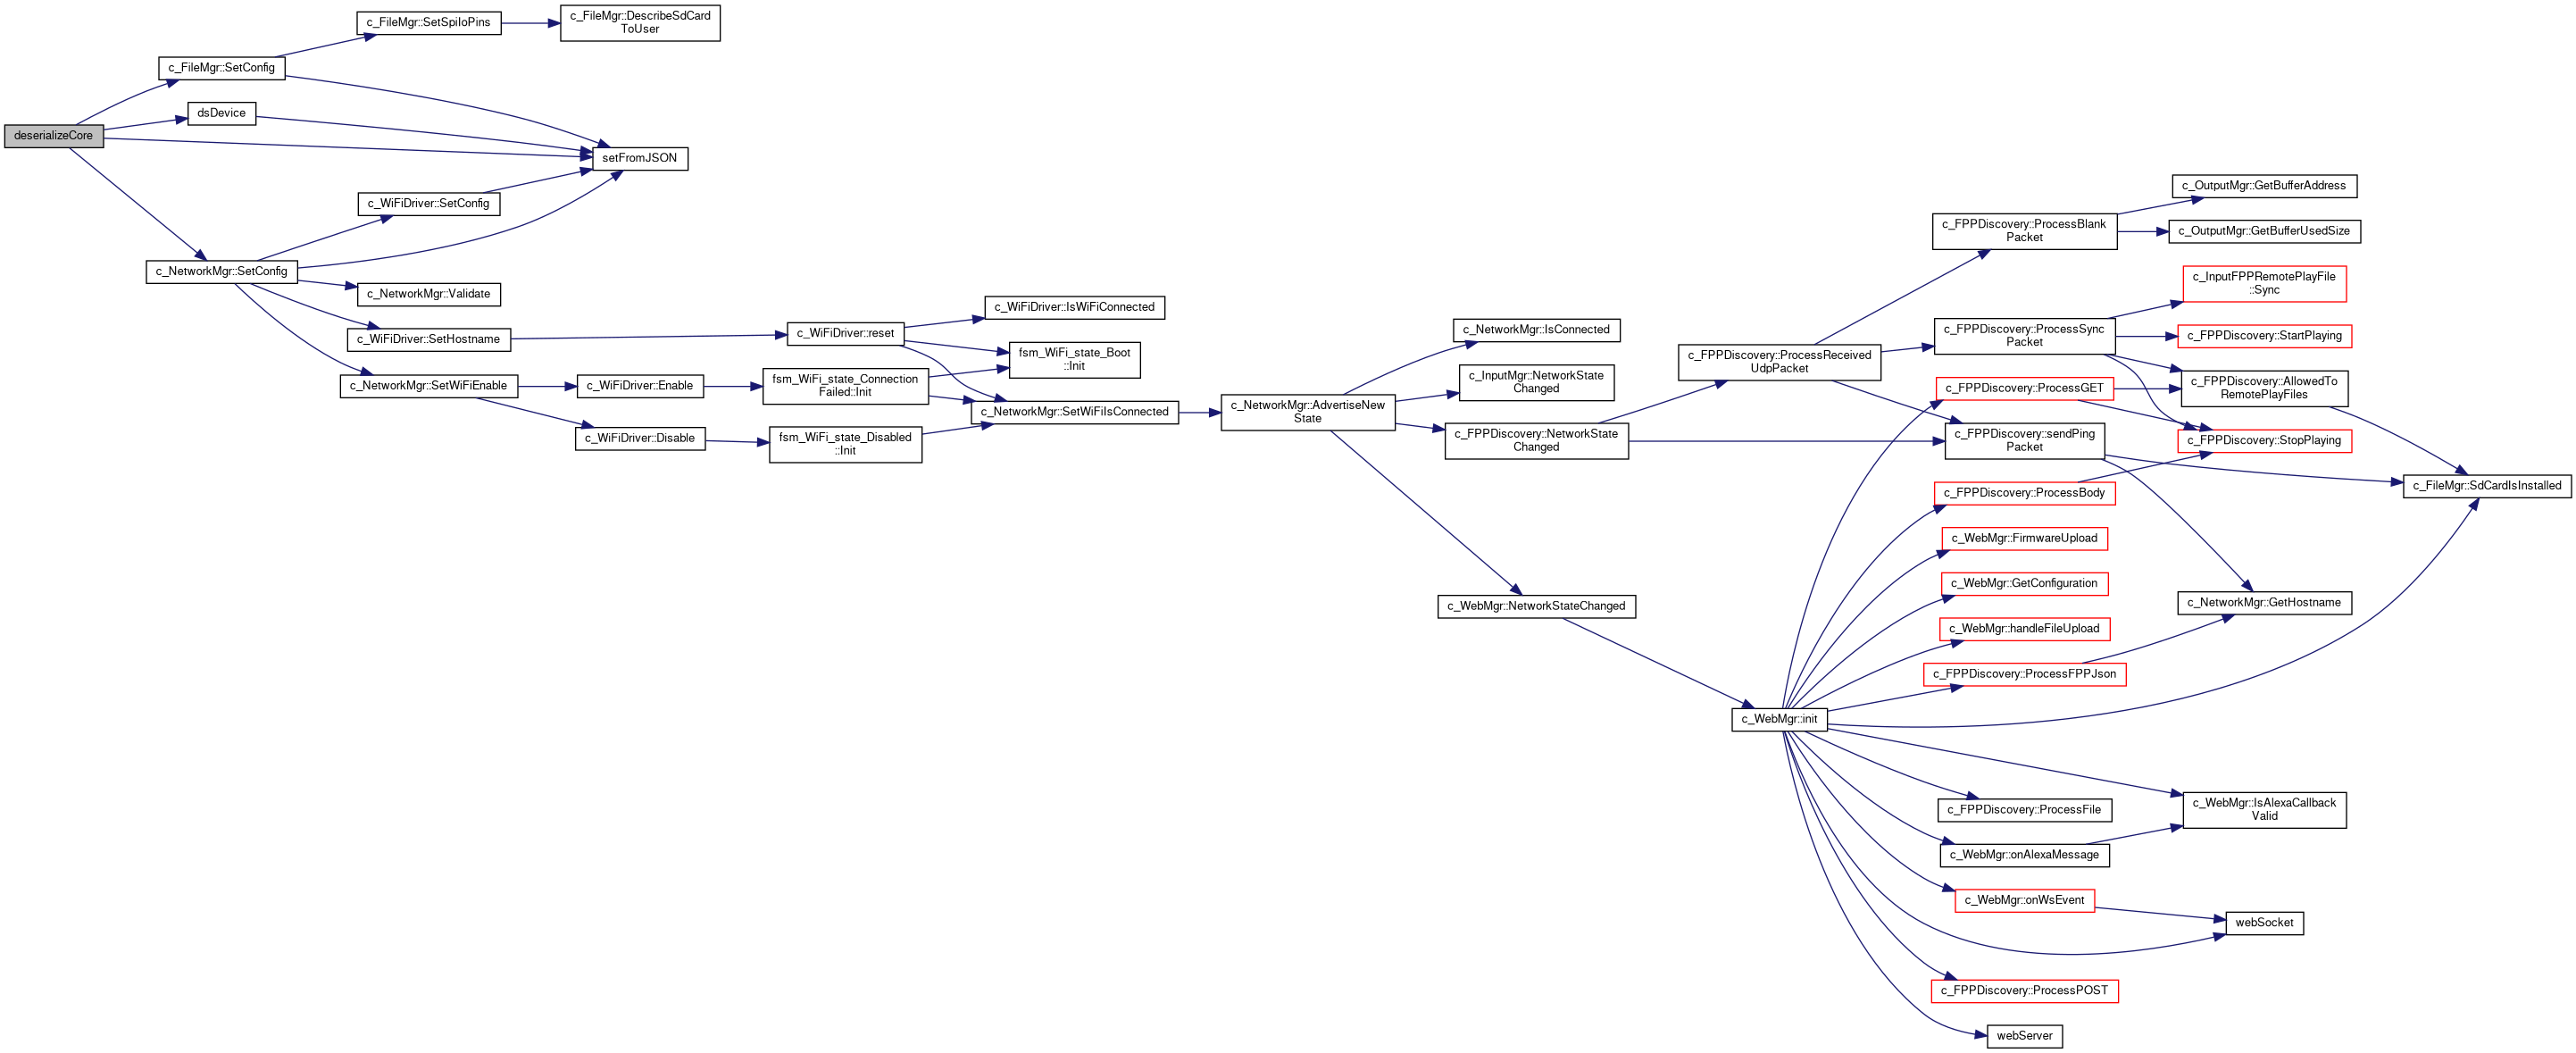 deserializeCore
c_FileMgr::SetConfig
c_FileMgr::SetSpiIoPins
c_FileMgr::DescribeSdCard
ToUser
dsDevice
setFromJSON
c_NetworkMgr::SetConfig
c_WiFiDriver::SetConfig
c_NetworkMgr::Validate
c_WiFiDriver::SetHostname
c_NetworkMgr::SetWiFiEnable
c_WiFiDriver::Enable
c_WiFiDriver::Disable
c_WiFiDriver::reset
fsm_WiFi_state_Connection
Failed::Init
fsm_WiFi_state_Disabled
::Init
c_WiFiDriver::IsWiFiConnected
fsm_WiFi_state_Boot
::Init
c_NetworkMgr::SetWiFiIsConnected
c_NetworkMgr::AdvertiseNew
State
c_NetworkMgr::IsConnected
c_InputMgr::NetworkState
Changed
c_FPPDiscovery::NetworkState
Changed
c_WebMgr::NetworkStateChanged
c_FPPDiscovery::ProcessReceived
UdpPacket
c_WebMgr::init
c_FPPDiscovery::ProcessBlank
Packet
c_FPPDiscovery::ProcessSync
Packet
c_FPPDiscovery::ProcessGET
c_FPPDiscovery::sendPing
Packet
c_FPPDiscovery::ProcessBody
c_WebMgr::FirmwareUpload
c_WebMgr::GetConfiguration
c_WebMgr::handleFileUpload
c_FPPDiscovery::ProcessFPPJson
c_FPPDiscovery::ProcessFile
c_WebMgr::onAlexaMessage
c_WebMgr::onWsEvent
c_FPPDiscovery::ProcessPOST
webServer
c_OutputMgr::GetBufferAddress
c_OutputMgr::GetBufferUsedSize
c_InputFPPRemotePlayFile
::Sync
c_FPPDiscovery::StartPlaying
c_FPPDiscovery::AllowedTo
RemotePlayFiles
c_FPPDiscovery::StopPlaying
c_FileMgr::SdCardIsInstalled
c_NetworkMgr::GetHostname
c_WebMgr::IsAlexaCallback
Valid
webSocket